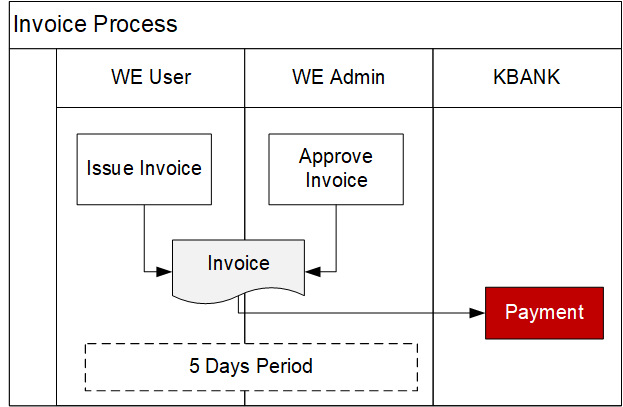 Invoice Process
WE User
WE Admin
KBANK
Issue Invoice
Approve
Invoice
Invoice
Payment
5 Days Period